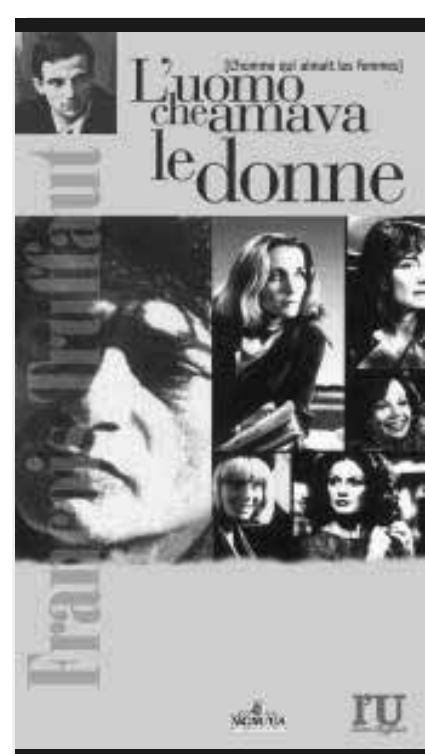 [L'homme qui aimait les femmes]
L'uomo
che amava
le donne
François Truffaut
l'U